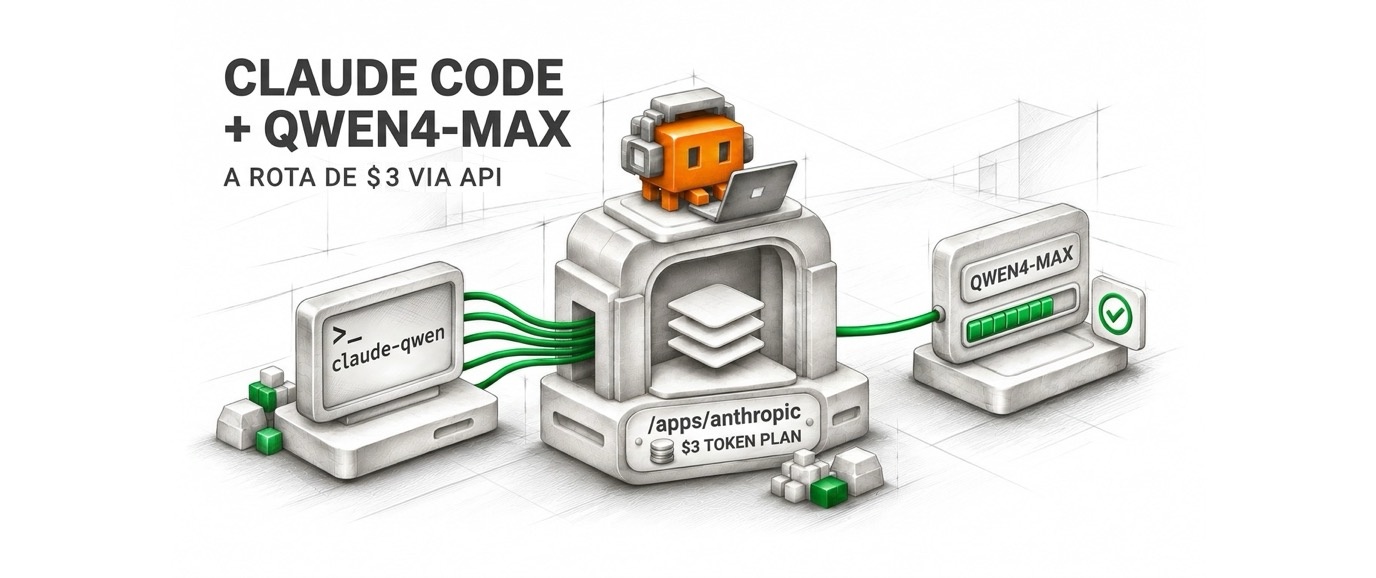 CLAUDE CODE
+ QWEN4-MAX
A ROTA DE $3 VIA API
>_
claude-qwen
/apps/anthropic
$3 TOKEN PLAN
QWEN4-MAX